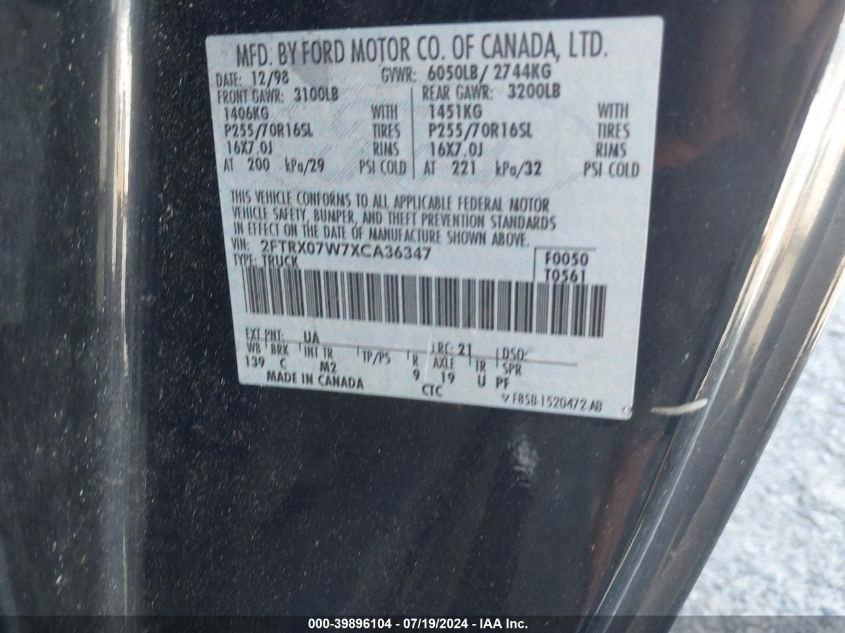 MFD. BY FORD MOTOR CO. OF CANADA, LTD.
DATE: 12/98 GVWR: 6050LB/ 2744KG
FRONT GAWR: 3100LB REAR GAWR: 3200LB
1406KG WITH 1451KG WITH
P255/70R16SL TIRES P255/70R16SL TIRES
16X7.0J RIMS 16X7.0J RIMS
AT 200 kPa/29 PSI COLD AT 221 kPa/32 PSI COLD
THIS VEHICLE CONFORMS TO ALL APPLICABLE FEDERAL MOTOR
VEHICLE SAFETY, BUMPER, AND THEFT PREVENTION STANDARDS
IN EFFECT ON THE DATE OF MANUFACTURE SHOWN ABOVE.
VIN: 2FTRX07W7XCA36347 F0050
TYPE: TRUCK T0561
EXT PNT: UA LRC: 21 DSO:
WB BRK INT TR TP/PS R AXLE TR SPR
139 C M2 9 19 U PF
MADE IN CANADA CTC F85B-1520472-AB
000-39896104 - 07/19/2024 - IAA Inc.